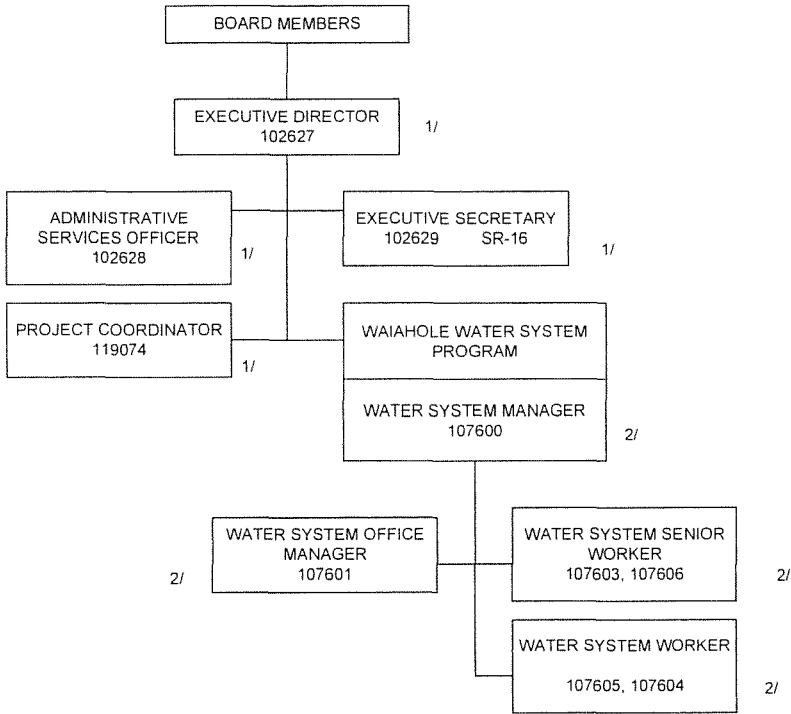 BOARD MEMBERS
EXECUTIVE DIRECTOR
102627
1/
ADMINISTRATIVE
SERVICES OFFICER
102628
1/
EXECUTIVE SECRETARY
102629 SR-16
1/
PROJECT COORDINATOR
119074
1/
WAIAHOLE WATER SYSTEM
PROGRAM
WATER SYSTEM MANAGER
107600
2/
WATER SYSTEM OFFICE
MANAGER
107601
2/
WATER SYSTEM SENIOR
WORKER
107603, 107606
2/
WATER SYSTEM WORKER
107605, 107604
2/